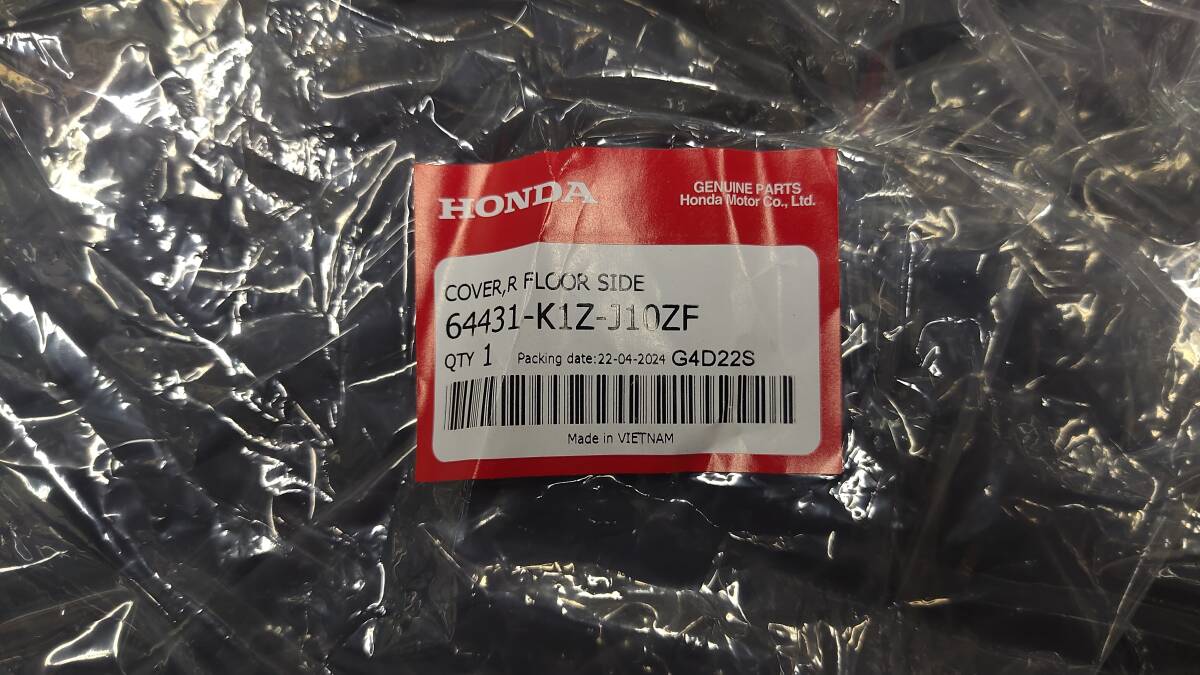 HONDA
GENUINE PARTS
Honda Motor Co., Ltd.
COVER,R FLOOR SIDE
64431-K1Z-J10ZF
QTY 1 Packing date:22-04-2024 G4D22S
Made in VIETNAM